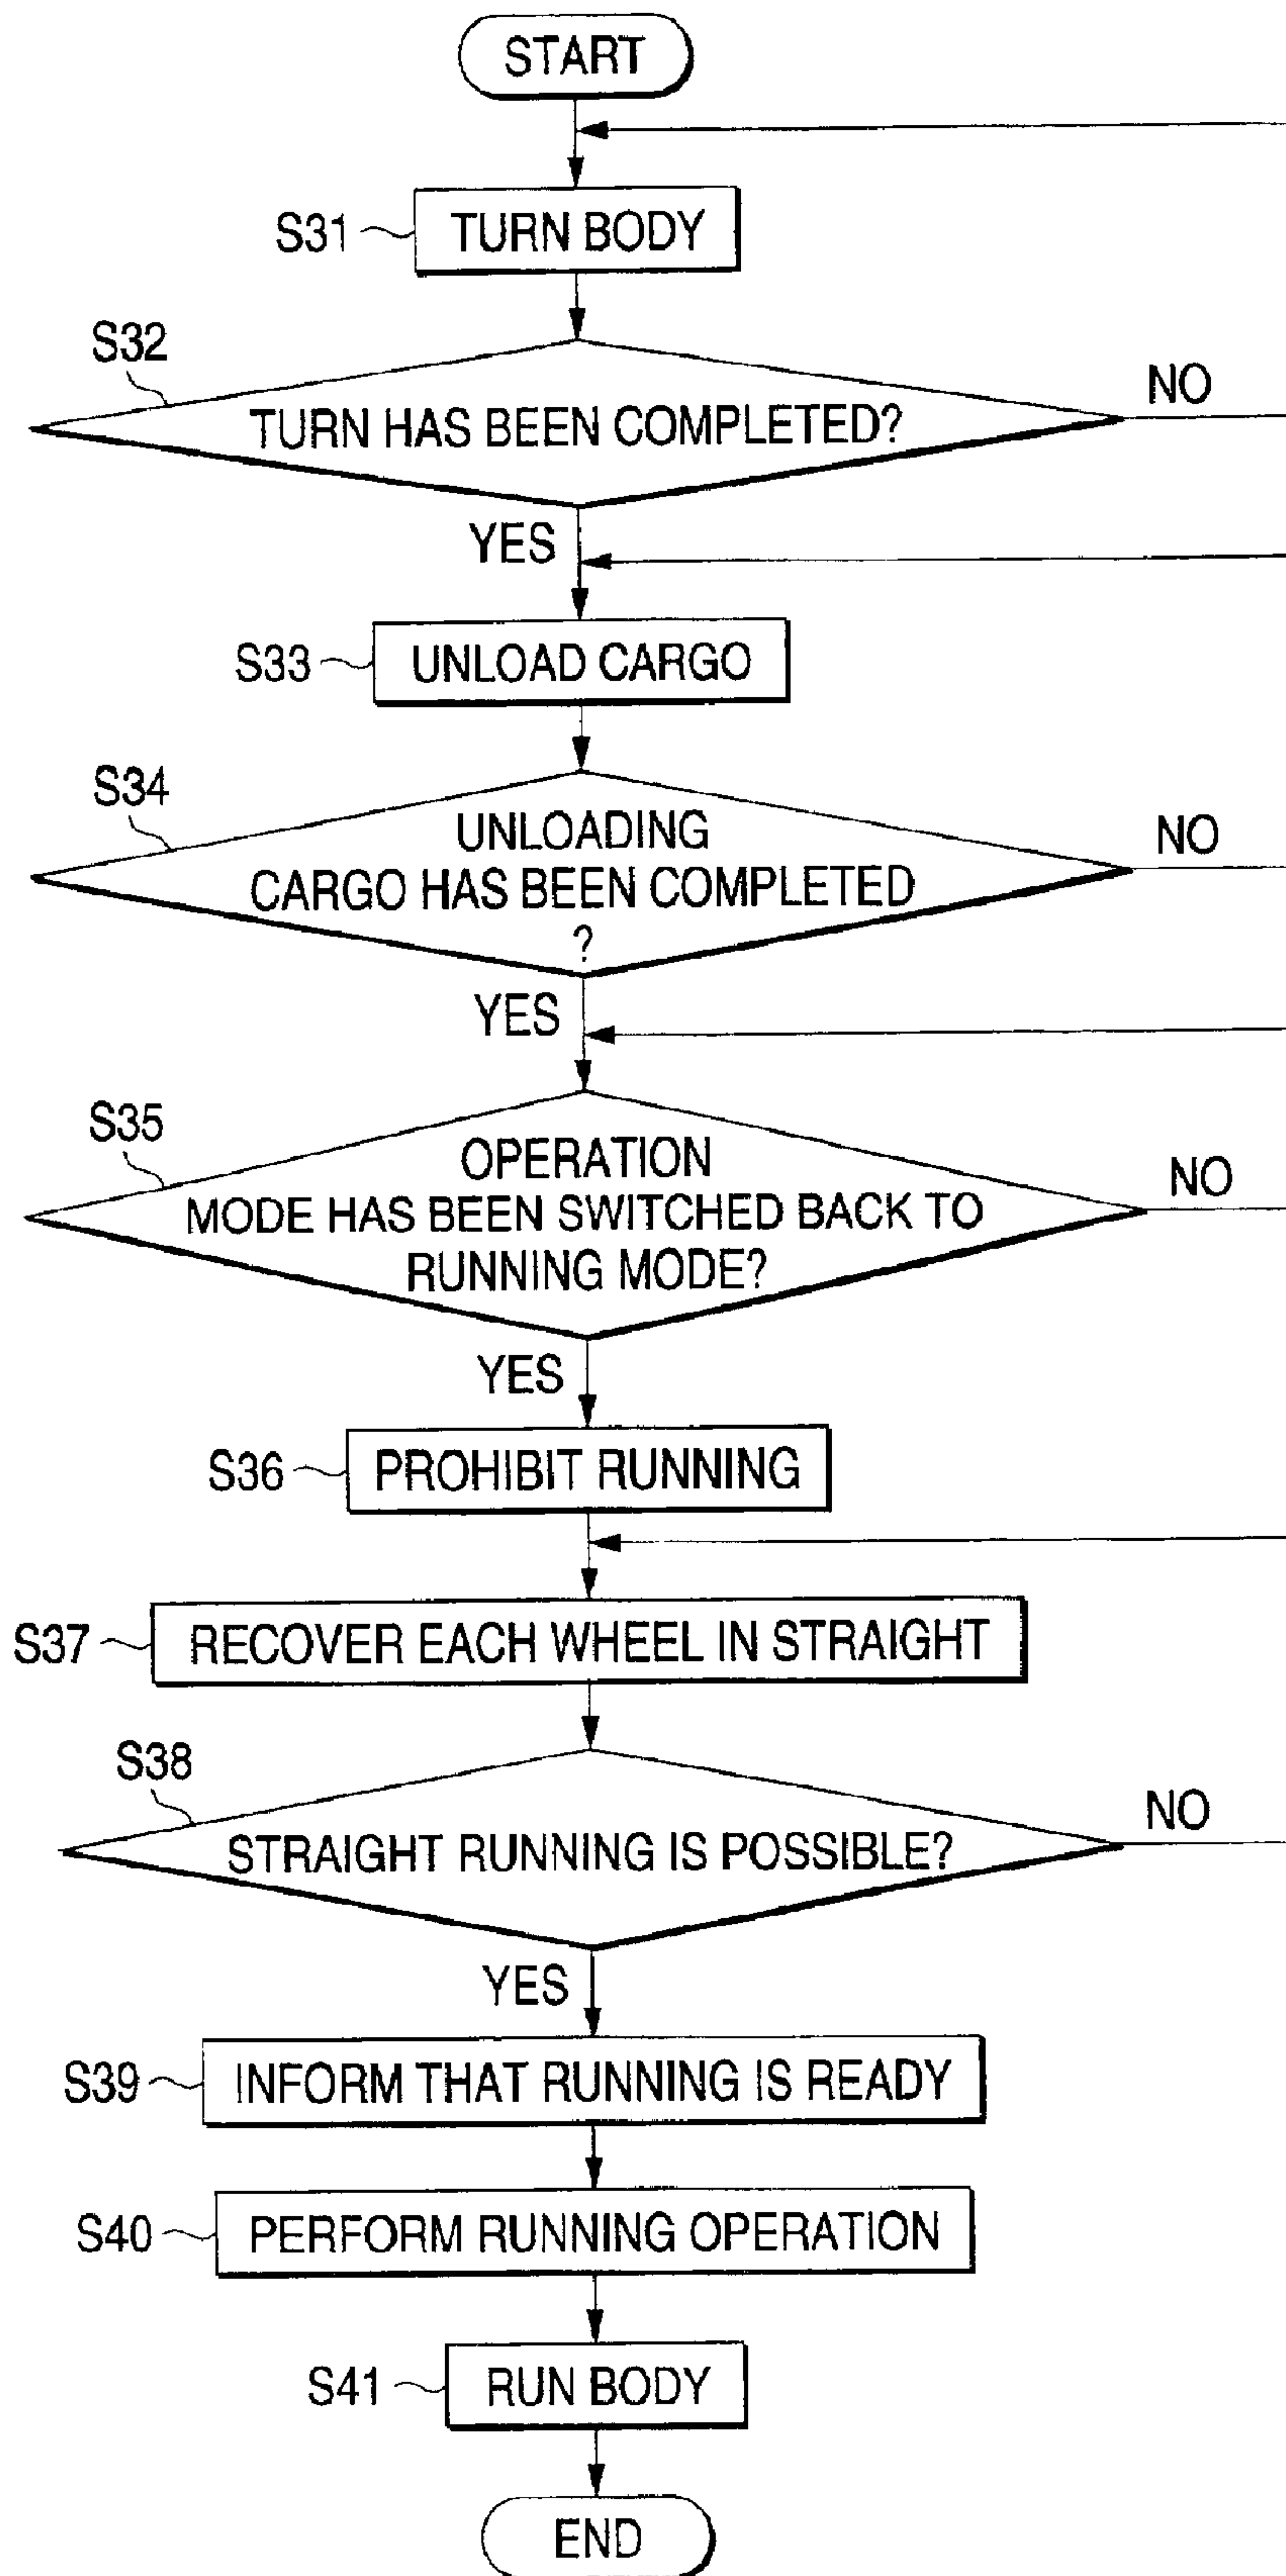 START
S31
TURN BODY
S32
TURN HAS BEEN COMPLETED?
NO
YES
S33
UNLOAD CARGO
S34
UNLOADING
CARGO HAS BEEN COMPLETED
?
NO
YES
S35
OPERATION
MODE HAS BEEN SWITCHED BACK TO
RUNNING MODE?
NO
YES
S36
PROHIBIT RUNNING
S37
RECOVER EACH WHEEL IN STRAIGHT
S38
STRAIGHT RUNNING IS POSSIBLE?
NO
YES
S39
INFORM THAT RUNNING IS READY
S40
PERFORM RUNNING OPERATION
S41
RUN BODY
END